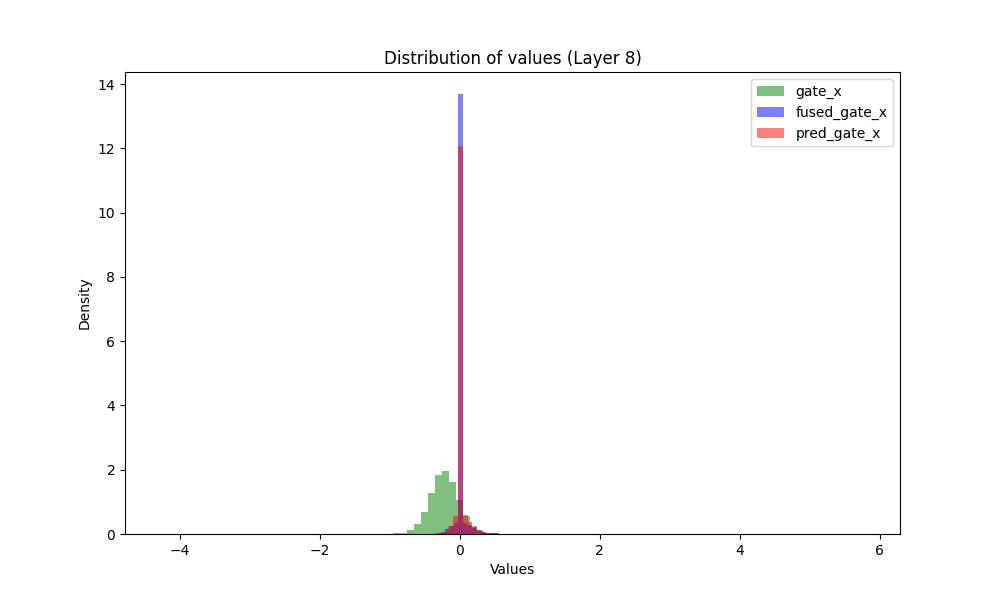 Distribution of values (Layer 8)
14
12
10
8
6
4
2
0
Density
−4
−2
0
2
4
6
Values
gate_x
fused_gate_x
pred_gate_x